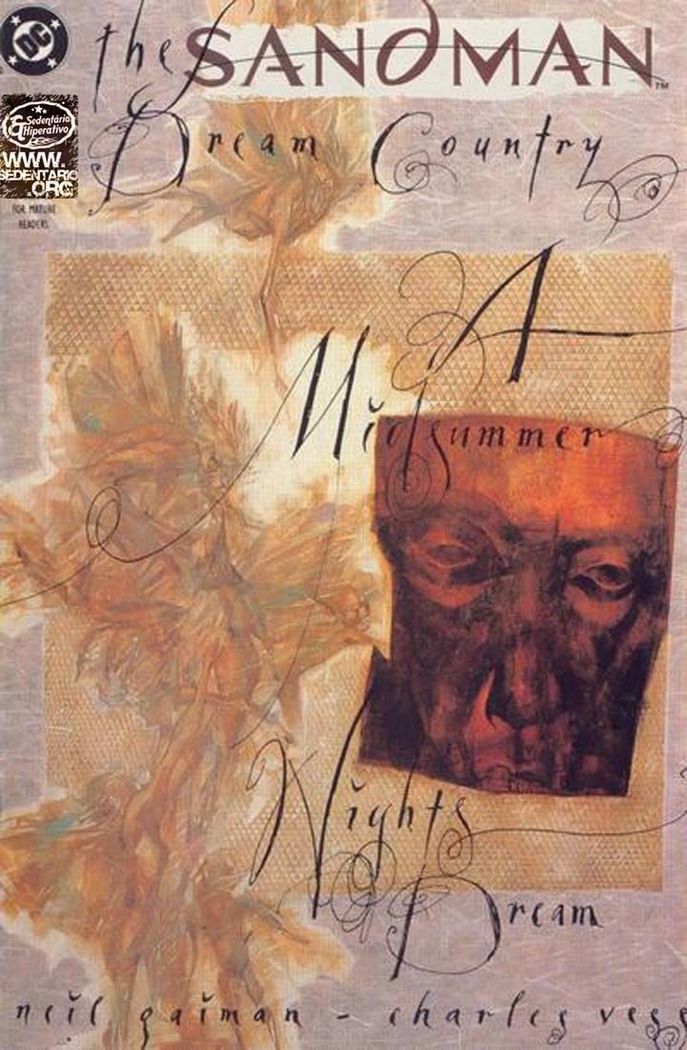 DC
the SANDMAN™
Dream Country
Sedentário
& Hiperativo
WWW.
SEDENTARIO
.ORG
FOR MATURE
READERS
A
Midsummer
Nights
Dream
neil gaiman - charles vess